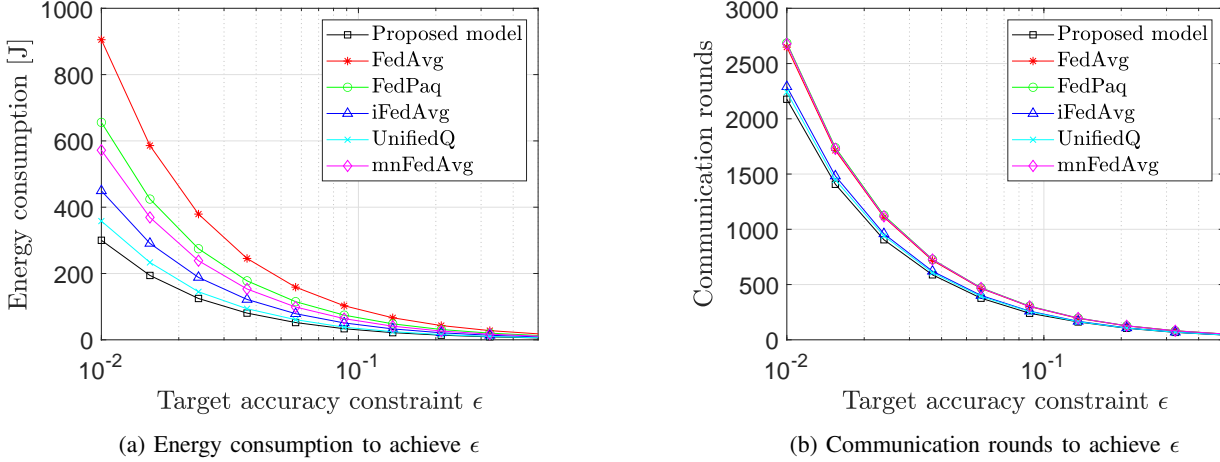 1000
800
600
400
200
0
Energy consumption [J]
Proposed model
FedAvg
FedPaq
iFedAvg
UnifiedQ
mnFedAvg
10^-2
10^-1
Target accuracy constraint ϵ
(a) Energy consumption to achieve ϵ
3000
2500
2000
1500
1000
500
0
Communication rounds
Proposed model
FedAvg
FedPaq
iFedAvg
UnifiedQ
mnFedAvg
10^-2
10^-1
Target accuracy constraint ϵ
(b) Communication rounds to achieve ϵ